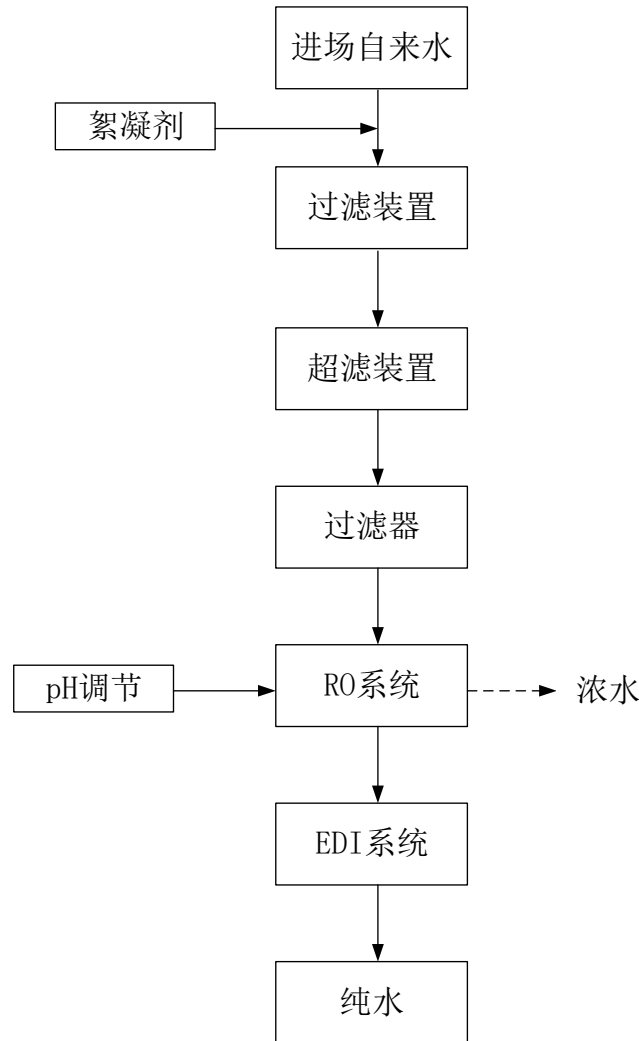 进场自来水
絮凝剂
过滤装置
超滤装置
过滤器
pH调节
RO系统
浓水
EDI系统
纯水